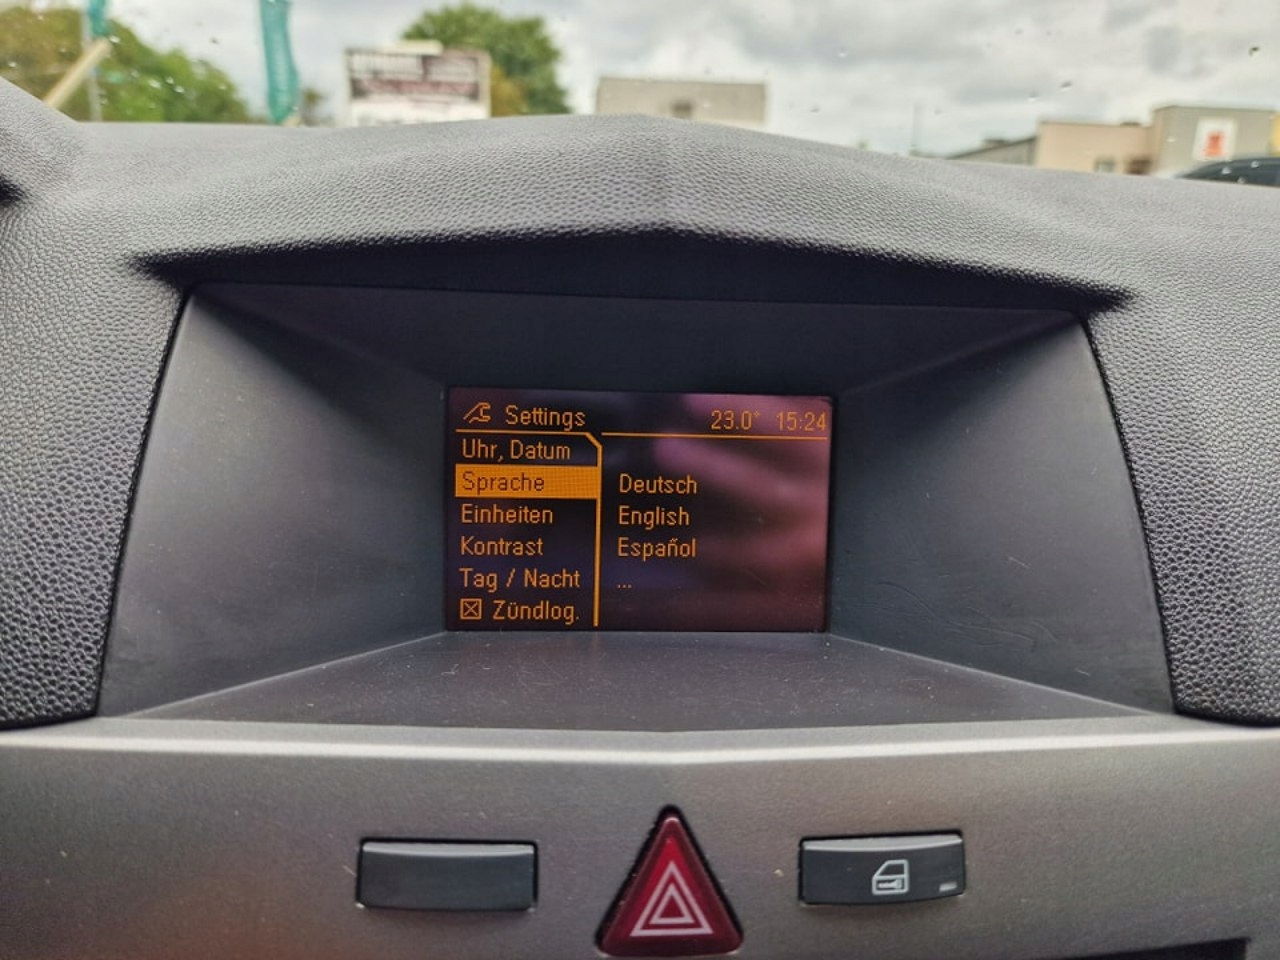 Settings 23.0° 15:24
Uhr, Datum
Sprache Deutsch
Einheiten English
Kontrast Español
Tag / Nacht ...
Zündlog.